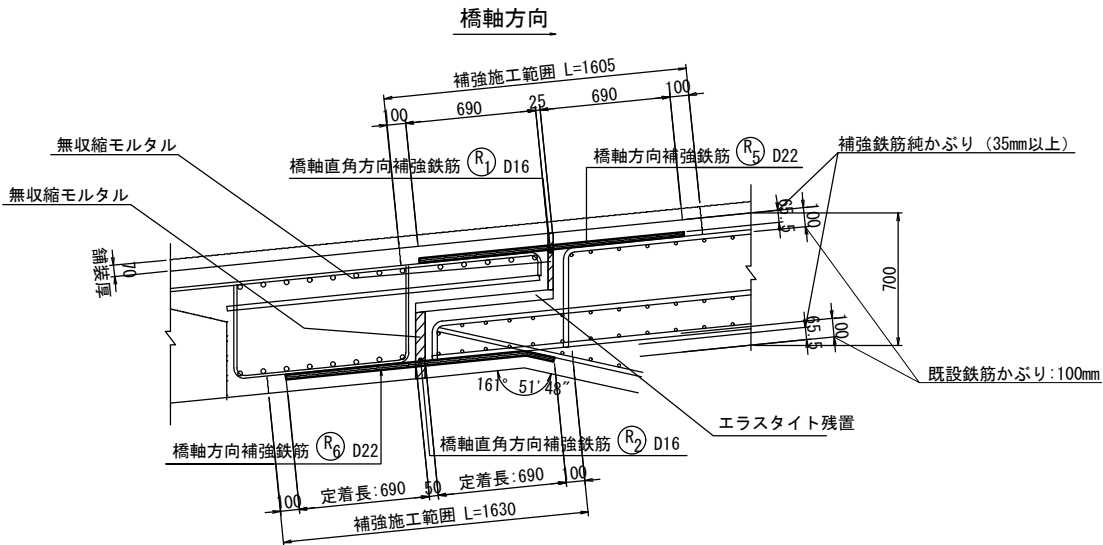 橋軸方向
補強施工範囲 L=1605
100
690
25
690
100
無収縮モルタル
橋軸直角方向補強鉄筋 R1 D16
橋軸方向補強鉄筋 R5 D22
補強鉄筋純かぶり (35mm以上)
無収縮モルタル
65.5
100
舗装厚
70
700
65.5
100
既設鉄筋かぶり:100mm
161° 51′48″
エラスタイト残置
橋軸方向補強鉄筋 R6 D22
橋軸直角方向補強鉄筋 R2 D16
100
定着長:690
50
定着長:690
100
補強施工範囲 L=1630